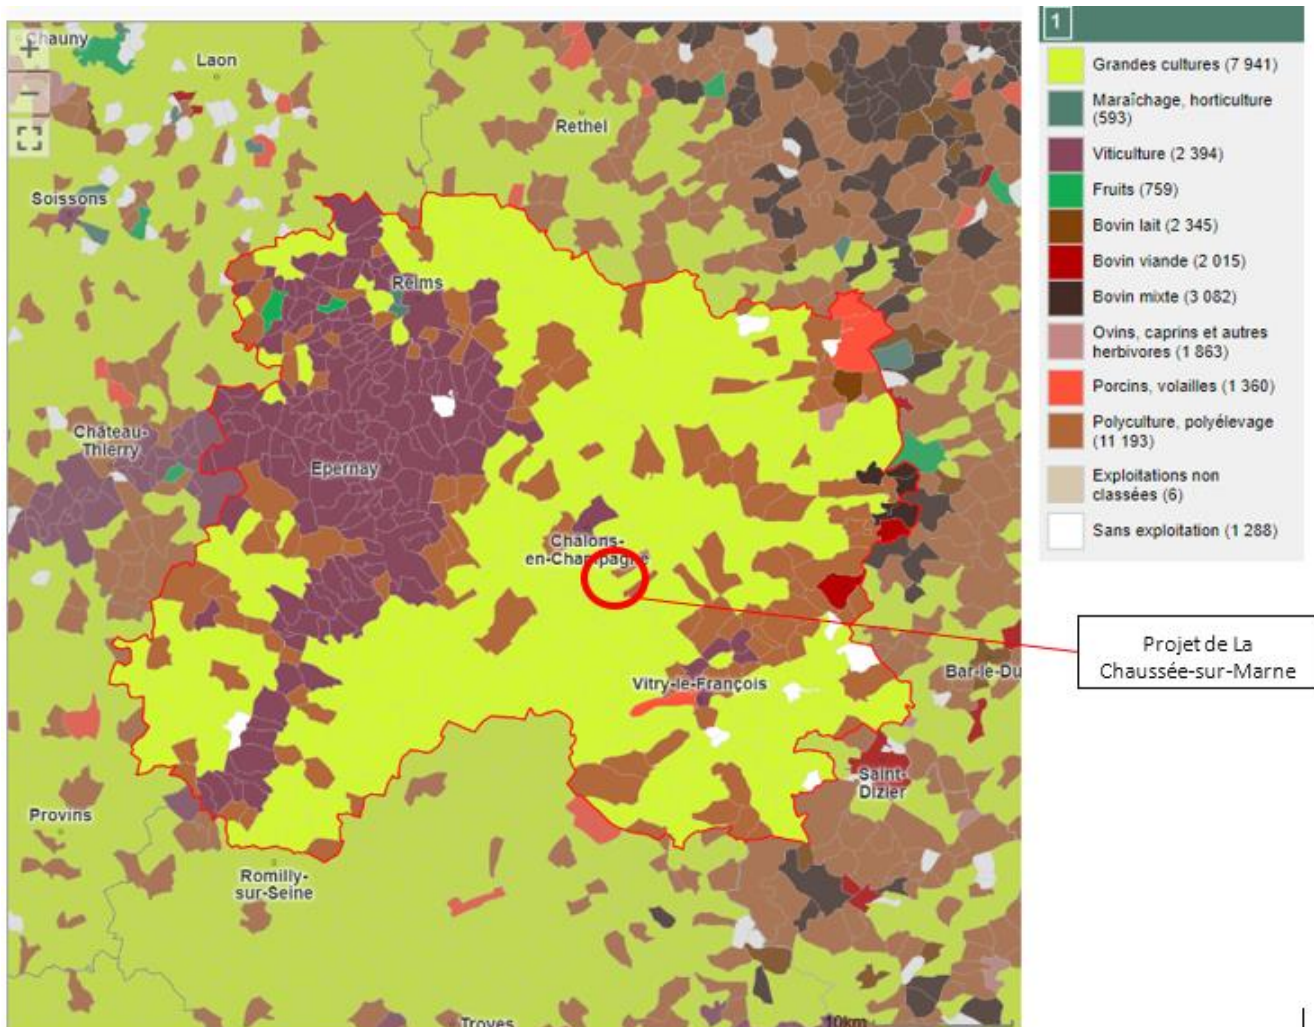 Chauny
+
Laon
−
Rethel
Soissons
Reims
Château-
Thierry
Epernay
Châlons-
en-Champagne
Vitry-le-François
Bar-le-Du
Saint-
Dizier
Provins
Romilly-
sur-Seine
Troyes
10km
1
Grandes cultures (7 941)
Maraîchage, horticulture
(593)
Viticulture (2 394)
Fruits (759)
Bovin lait (2 345)
Bovin viande (2 015)
Bovin mixte (3 082)
Ovins, caprins et autres
herbivores (1 863)
Porcins, volailles (1 360)
Polyculture, polyélevage
(11 193)
Exploitations non
classées (6)
Sans exploitation (1 288)
Projet de La
Chaussée-sur-Marne